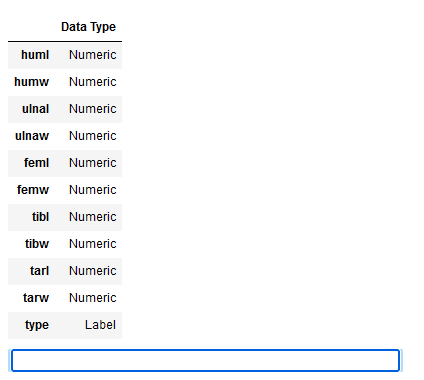 Data Type
huml Numeric
humw Numeric
ulnal Numeric
ulnaw Numeric
feml Numeric
femw Numeric
tibl Numeric
tibw Numeric
tarl Numeric
tarw Numeric
type Label